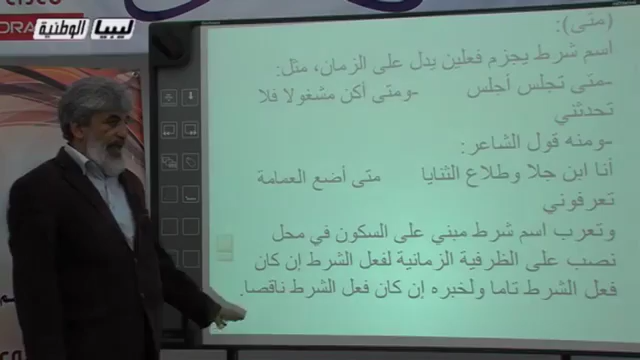 CISCO
ORA
ليبيا الوطنية
(متى):
اسم شرط يجزم فعلين يدل على الزمان، مثل:
-متى تجلس أجلس -ومتى أكن مشغولا فلا
تحدثني
-ومنه قول الشاعر:
أنا ابن جلا وطلاع الثنايا متى أضع العمامة
تعرفوني
وتعرب اسم شرط مبني على السكون في محل
نصب على الظرفية الزمانية لفعل الشرط إن كان
فعل الشرط تاما ولخبره إن كان فعل الشرط ناقصا.